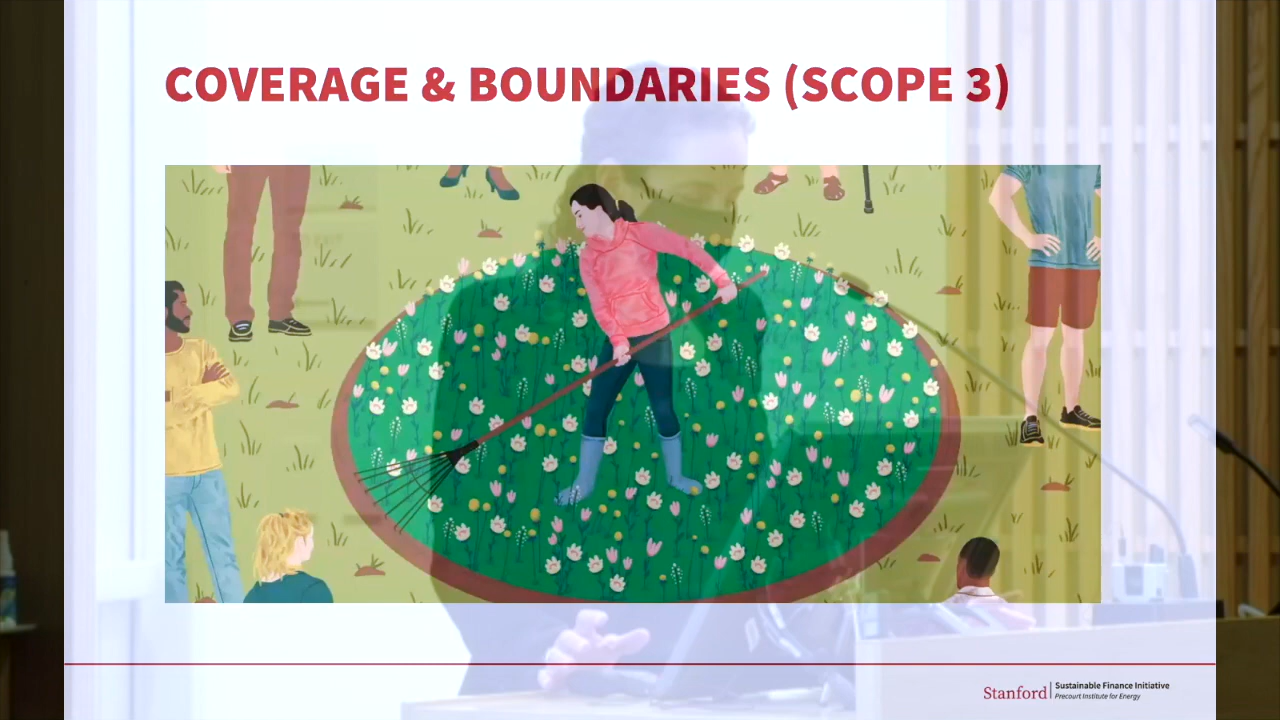 COVERAGE & BOUNDARIES (SCOPE 3)
Stanford
Sustainable Finance Initiative
Precourt Institute for Energy